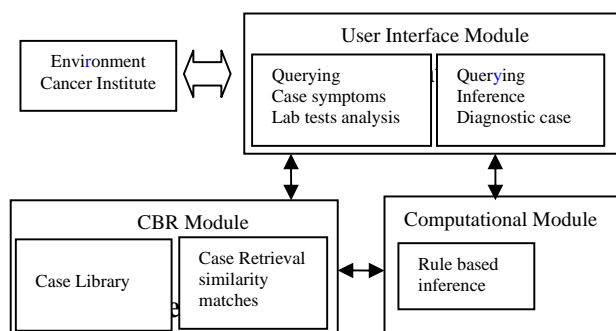 User Interface Module
Environment
Cancer Institute
Querying
Case symptoms
Lab tests analysis
Querying
Inference
Diagnostic case
CBR Module
Case Library
Case Retrieval
similarity
matches
Computational Module
Rule based
inference